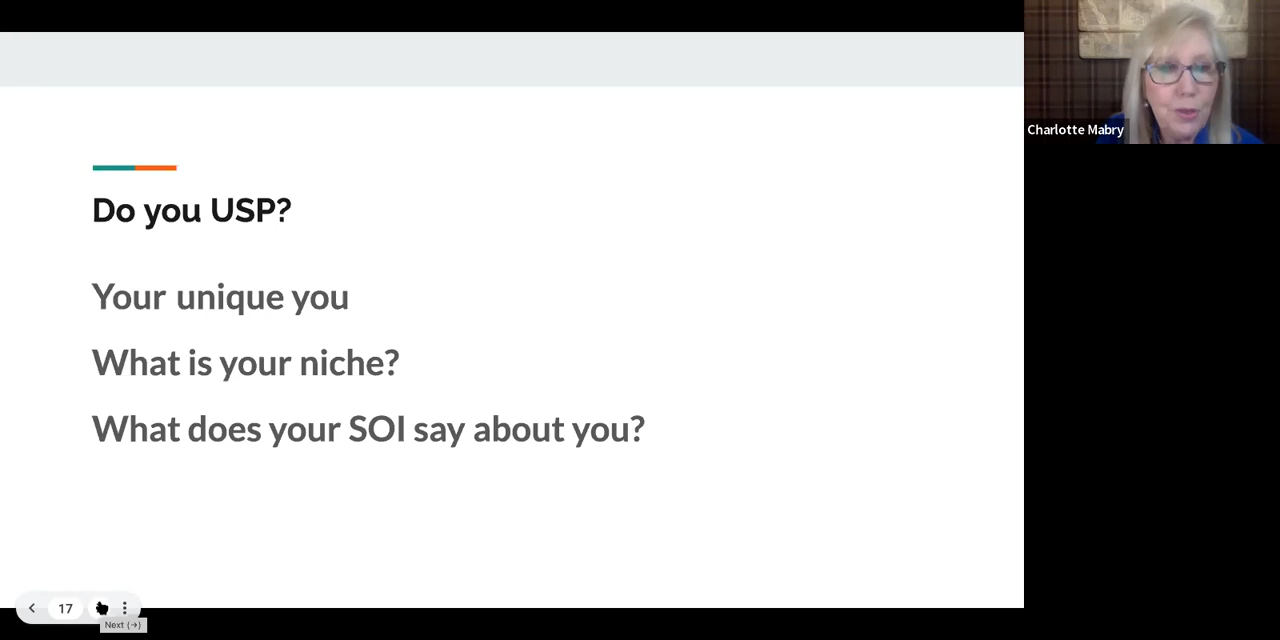 Do you USP?
Your unique you
What is your niche?
What does your SOI say about you?
Charlotte Mabry
17
Next (→)